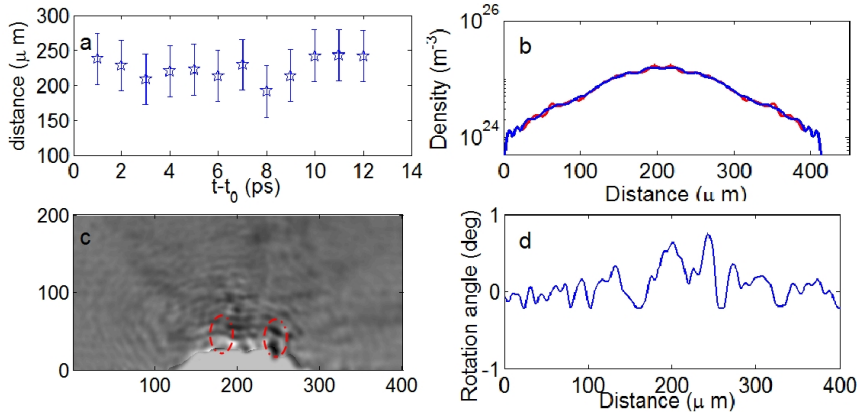 300
250
200
150
100
distance (μ m)
a
0 2 4 6 8 10 12 14
t-t0 (ps)
10^26
10^24
Density (m^-3)
b
0 100 200 300 400
Distance (μ m)
200
100
0
c
100 200 300 400
1
0
-1
Rotation angle (deg)
d
0 100 200 300 400
Distance (μ m)